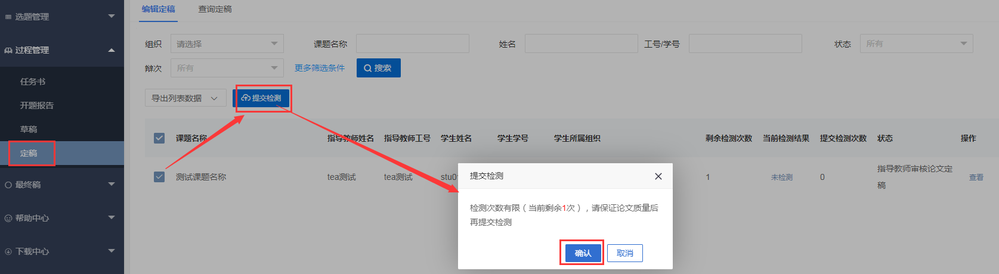 选题管理
过程管理
任务书
开题报告
草稿
定稿
最终稿
帮助中心
下载中心
编辑定稿 查询定稿
组织 请选择 课题名称 姓名 工号/学号 状态 所有
辩次 所有 更多筛选条件 搜索
导出列表数据 提交检测
课题名称 指导教师姓名 指导教师工号 学生姓名 学生学号 学生所属组织 剩余检测次数 当前检测结果 提交检测次数 状态 操作
测试课题名称 tea测试 tea测试 1 未检测 0 指导教师审核论文定稿 查看
提交检测
检测次数有限（当前剩余1次），请保证论文质量后
再提交检测
确认 取消